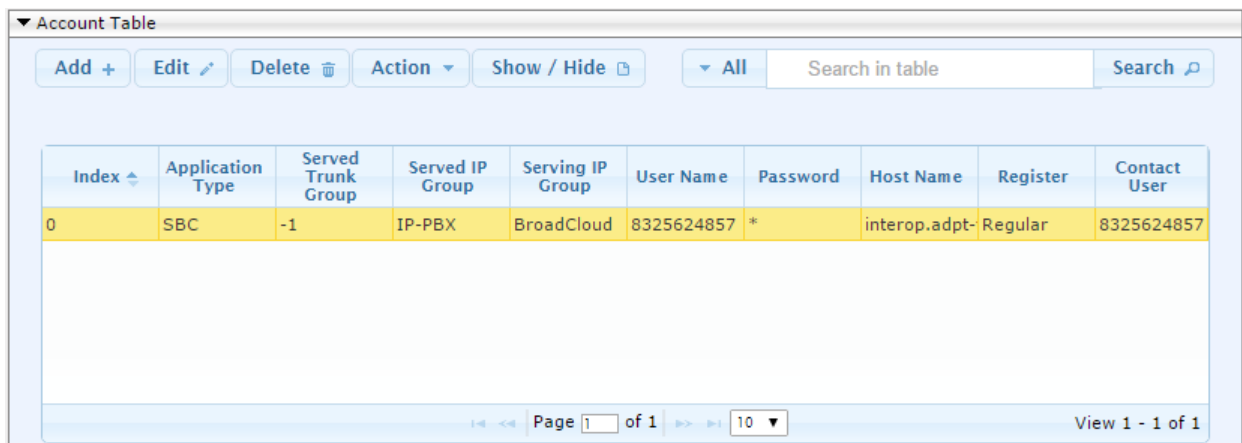 Account Table
Add + Edit Delete Action Show / Hide All Search in table Search
Index Application Type Served Trunk Group Served IP Group Serving IP Group User Name Password Host Name Register Contact User
0 SBC -1 IP-PBX BroadCloud 8325624857 * interop.adpt- Regular 8325624857
Page 1 of 1 10 View 1 - 1 of 1